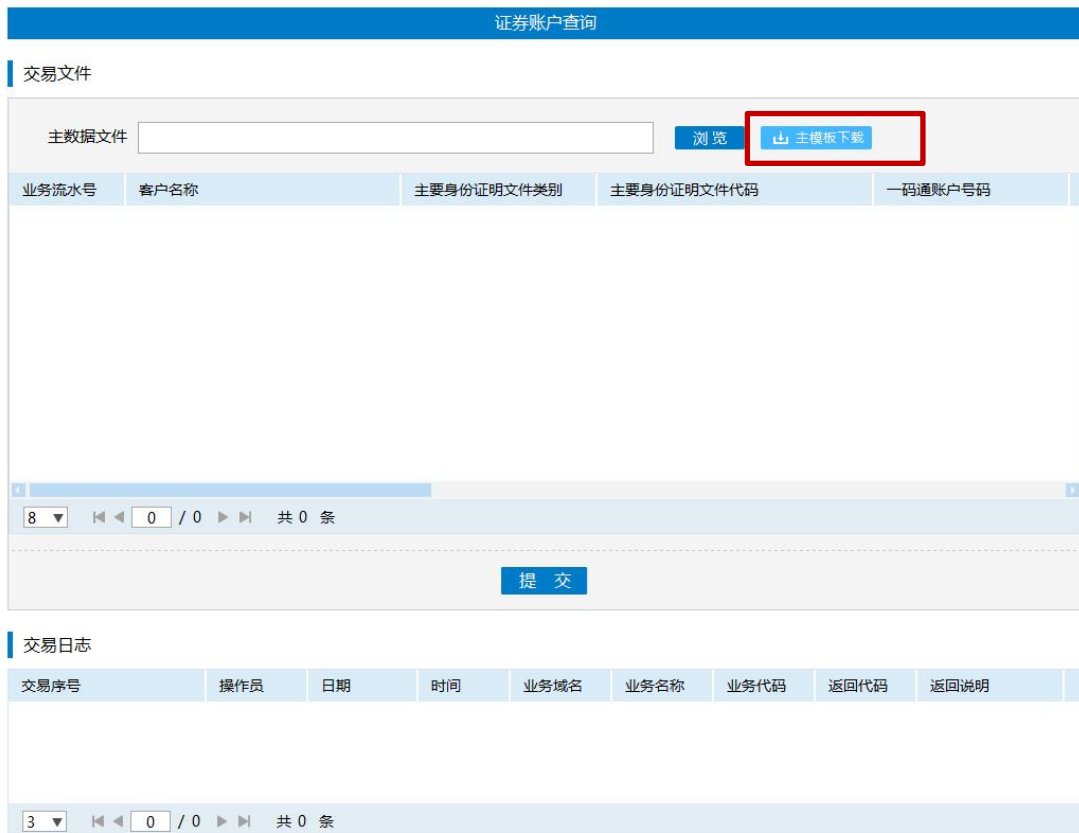 证券账户查询
交易文件
主数据文件 浏览 主模板下载
业务流水号 客户名称 主要身份证明文件类别 主要身份证明文件代码 一码通账户号码
8 0 / 0 共 0 条
提 交
交易日志
交易序号 操作员 日期 时间 业务域名 业务名称 业务代码 返回代码 返回说明
3 0 / 0 共 0 条